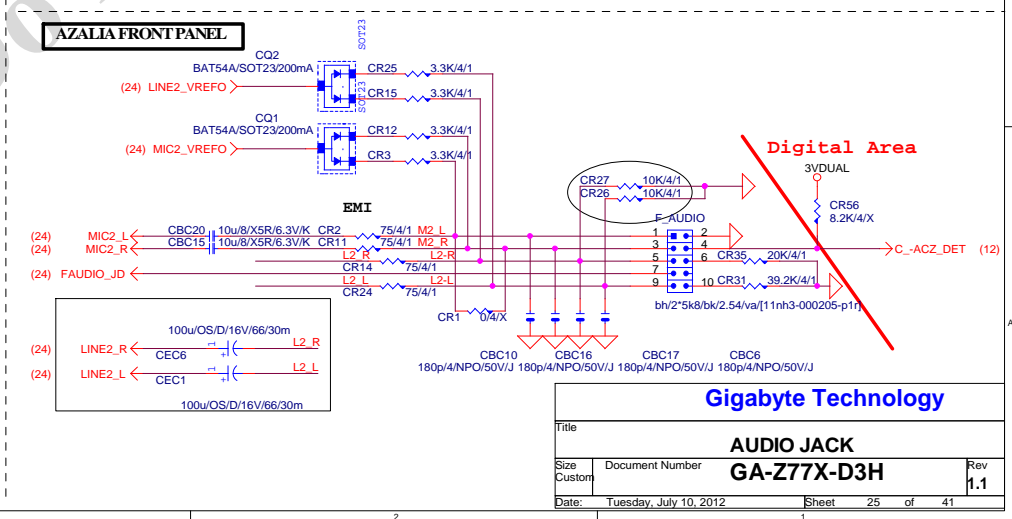 AZALIA FRONT PANEL
SOT23
CQ2
BAT54A/SOT23/200mA
CR25 3.3K/4/1
(24) LINE2_VREFO
SOT23
CR15 3.3K/4/1
CQ1
BAT54A/SOT23/200mA
CR12 3.3K/4/1
(24) MIC2_VREFO
CR3 3.3K/4/1
Digital Area
3VDUAL
CR27 10K/4/1
CR26 10K/4/1
CR56
8.2K/4/X
EMI
F_AUDIO
(24) MIC2_L CBC20 10u/8/X5R/6.3V/K CR2 75/4/1 M2_L 1 2
(24) MIC2_R CBC15 10u/8/X5R/6.3V/K CR11 75/4/1 M2_R 3 4 C_-ACZ_DET (12)
L2_R L2-R 5 6 CR35 20K/4/1
(24) FAUDIO_JD CR14 75/4/1 7
L2_L L2-L 9 10 CR31 39.2K/4/1
CR24 75/4/1
bh/2*5k8/bk/2.54/va/[11nh3-000205-p1r]
CR1 0/4/X
100u/OS/D/16V/66/30m
(24) LINE2_R 1 + L2_R
CEC6
(24) LINE2_L 1 + L2_L
CEC1
100u/OS/D/16V/66/30m
CBC10 CBC16 CBC17 CBC6
180p/4/NPO/50V/J 180p/4/NPO/50V/J 180p/4/NPO/50V/J 180p/4/NPO/50V/J
Gigabyte Technology
Title
AUDIO JACK
Size Document Number Rev
Custom GA-Z77X-D3H 1.1
Date: Tuesday, July 10, 2012 Sheet 25 of 41
A
2 1